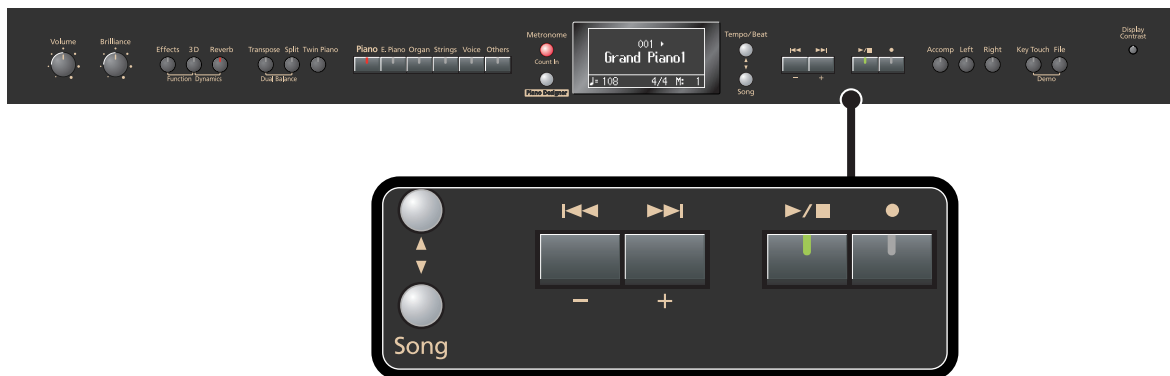 Volume
Brilliance
Effects 3D Reverb
Function Dynamics
Transpose Split Twin Piano
Dual Balance
Piano E. Piano Organ Strings Voice Others
Metronome
Count In
Piano Designer
001 ▸
Grand Piano1
♩= 108 4/4 M: 1
Tempo/Beat
▲
▼
Song
I◀◀ ▶▶I
− +
▶/■ ●
Accomp Left Right
Key Touch File
Demo
Display
Contrast
I◀◀ ▶▶I ▶/■ ●
▲
▼
− +
Song